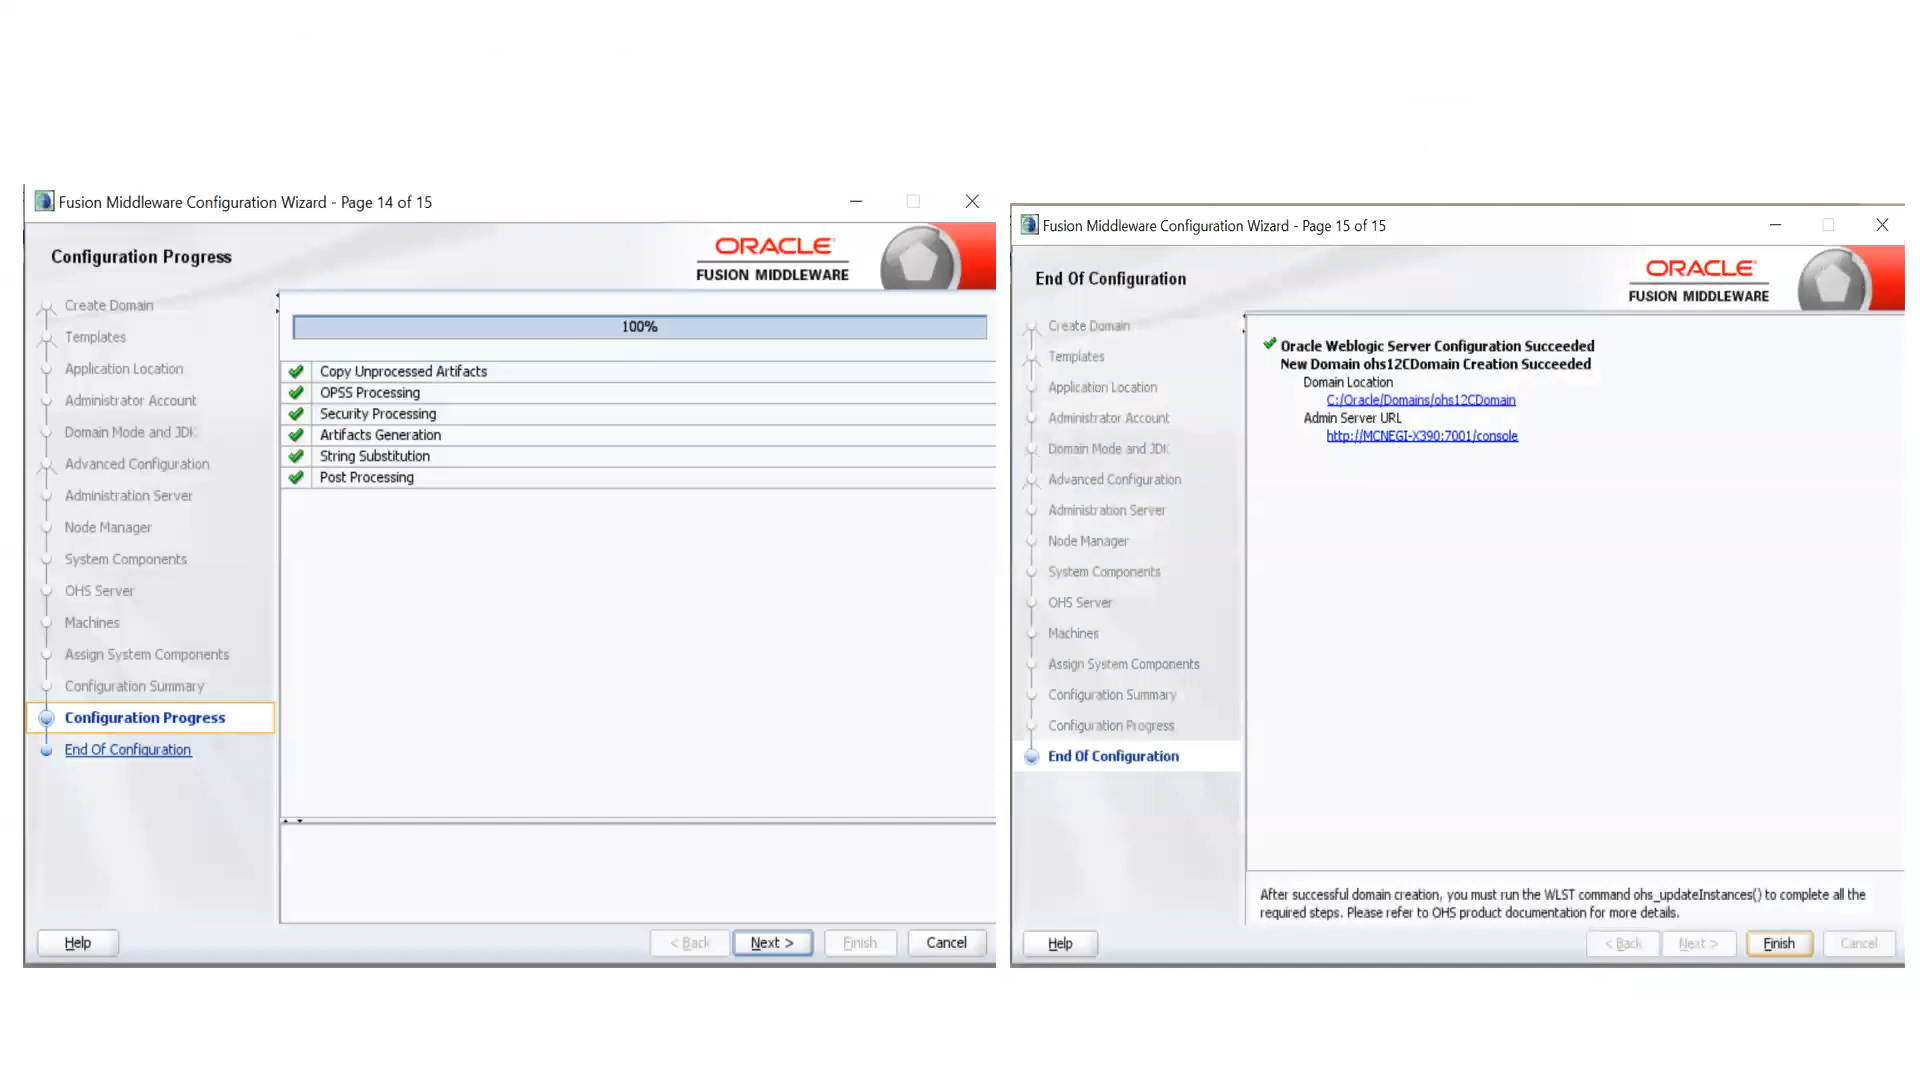 Fusion Middleware Configuration Wizard - Page 14 of 15
Configuration Progress
ORACLE
FUSION MIDDLEWARE
Create Domain
Templates
Application Location
Administrator Account
Domain Mode and JDK
Advanced Configuration
Administration Server
Node Manager
System Components
OHS Server
Machines
Assign System Components
Configuration Summary
Configuration Progress
End Of Configuration
100%
Copy Unprocessed Artifacts
OPSS Processing
Security Processing
Artifacts Generation
String Substitution
Post Processing
Help
< Back
Next >
Finish
Cancel
Fusion Middleware Configuration Wizard - Page 15 of 15
End Of Configuration
ORACLE
FUSION MIDDLEWARE
Create Domain
Templates
Application Location
Administrator Account
Domain Mode and JDK
Advanced Configuration
Administration Server
Node Manager
System Components
OHS Server
Machines
Assign System Components
Configuration Summary
Configuration Progress
End Of Configuration
Oracle Weblogic Server Configuration Succeeded
New Domain ohs12CDomain Creation Succeeded
Domain Location
C:/Oracle/Domains/ohs12CDomain
Admin Server URL
http://MCNEGI-X390:7001/console
After successful domain creation, you must run the WLST command ohs_updateInstances() to complete all the
required steps. Please refer to OHS product documentation for more details.
Help
< Back
Next >
Finish
Cancel